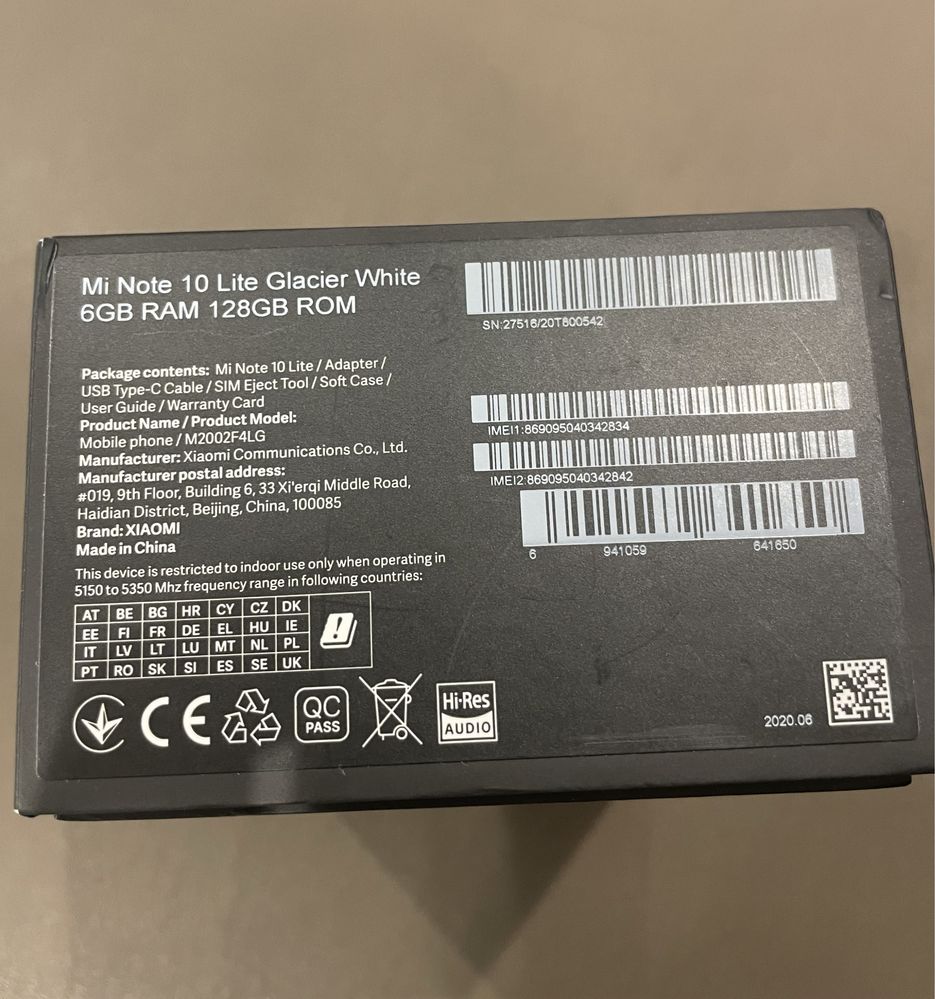 Mi Note 10 Lite Glacier White
6GB RAM 128GB ROM
Package contents: Mi Note 10 Lite / Adapter /
USB Type-C Cable / SIM Eject Tool / Soft Case /
User Guide / Warranty Card
Product Name / Product Model:
Mobile phone / M2002F4LG
Manufacturer: Xiaomi Communications Co., Ltd.
Manufacturer postal address:
#019, 9th Floor, Building 6, 33 Xi'erqi Middle Road,
Haidian District, Beijing, China, 100085
Brand: XIAOMI
Made in China
This device is restricted to indoor use only when operating in
5150 to 5350 Mhz frequency range in following countries:
AT BE BG HR CY CZ DK
EE FI FR DE EL HU IE
IT LV LT LU MT NL PL
PT RO SK SI ES SE UK
!
CE
QC
PASS
Hi-Res
AUDIO
SN:27516/20T800542
IMEI1:869095040342834
IMEI2:869095040342842
6 941059 641650
2020.06